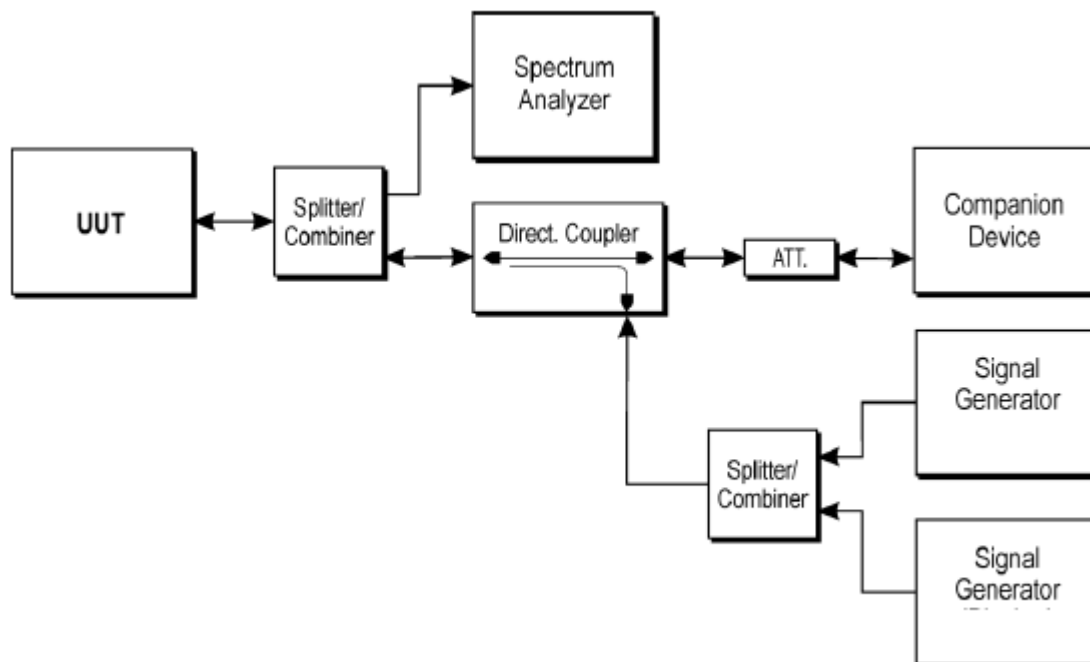 Spectrum
Analyzer
UUT
Splitter/
Combiner
Direct. Coupler
ATT.
Companion
Device
Signal
Generator
Splitter/
Combiner
Signal
Generator